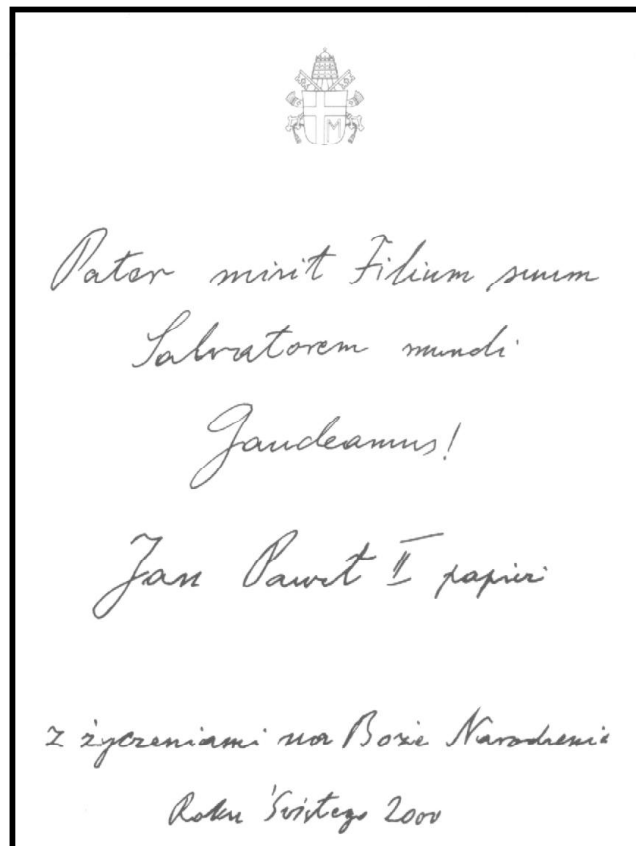 Pater misit Filium suum
Salvatorem mundi
Gaudeamus!
Jan Paweł II papież
z życzeniami na Boże Narodzenie
Roku Świętego 2000